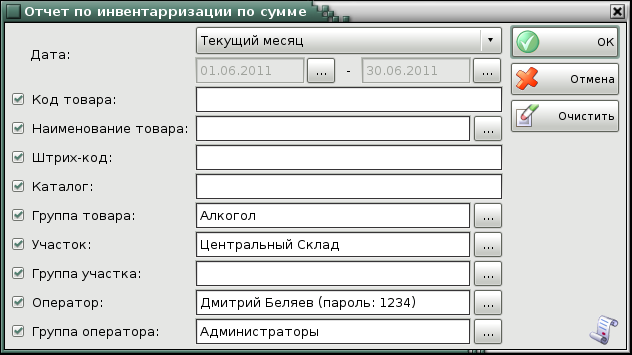 Отчет по инвентарризации по сумме
Дата:
Текущий месяц
01.06.2011 ... - 30.06.2011 ...
Код товара:
Наименование товара: ...
Штрих-код:
Каталог:
Группа товара: Алкогол ...
Участок: Центральный Склад ...
Группа участка: ...
Оператор: Дмитрий Беляев (пароль: 1234) ...
Группа оператора: Администраторы ...
ОК
Отмена
Очистить